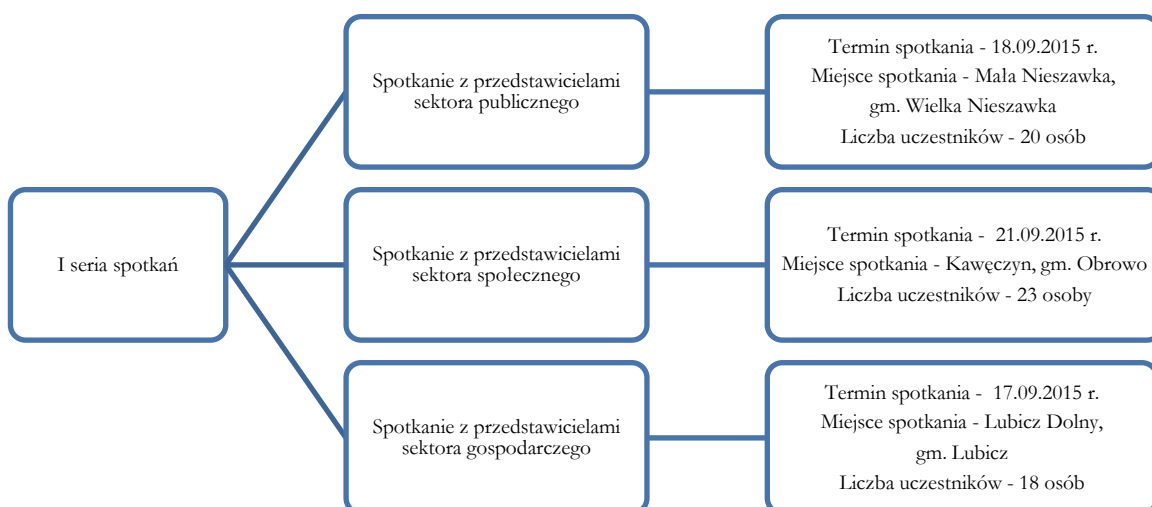 I seria spotkań
Spotkanie z przedstawicielami
sektora publicznego
Termin spotkania - 18.09.2015 r.
Miejsce spotkania - Mała Nieszawka,
gm. Wielka Nieszawka
Liczba uczestników - 20 osób
Spotkanie z przedstawicielami
sektora społecznego
Termin spotkania - 21.09.2015 r.
Miejsce spotkania - Kawęczyn, gm. Obrowo
Liczba uczestników - 23 osoby
Spotkanie z przedstawicielami
sektora gospodarczego
Termin spotkania - 17.09.2015 r.
Miejsce spotkania - Lubicz Dolny,
gm. Lubicz
Liczba uczestników - 18 osób